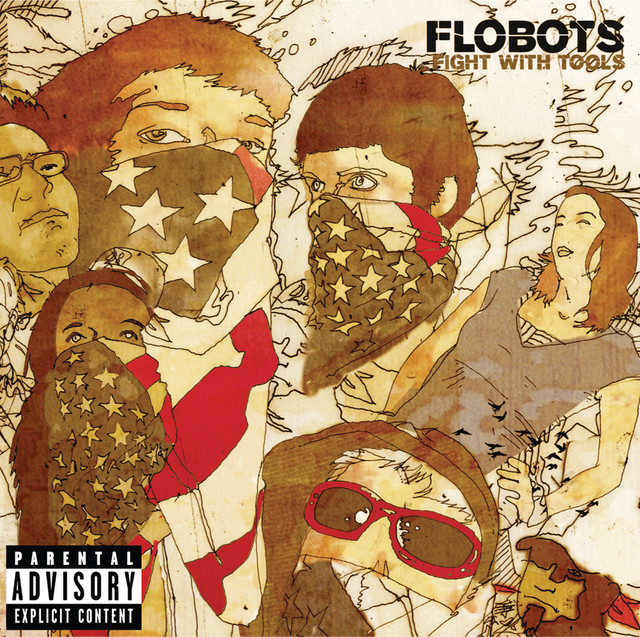 FLOBOTS
FIGHT WITH TOOLS
PARENTAL
ADVISORY
EXPLICIT CONTENT